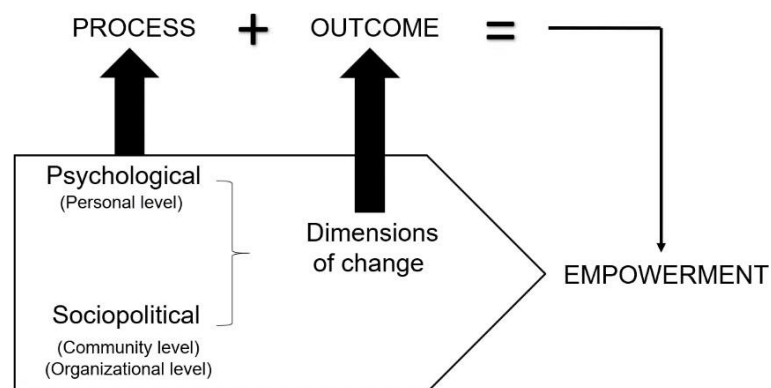 PROCESS + OUTCOME =
Psychological
(Personal level)
Dimensions
of change
EMPOWERMENT
Sociopolitical
(Community level)
(Organizational level)